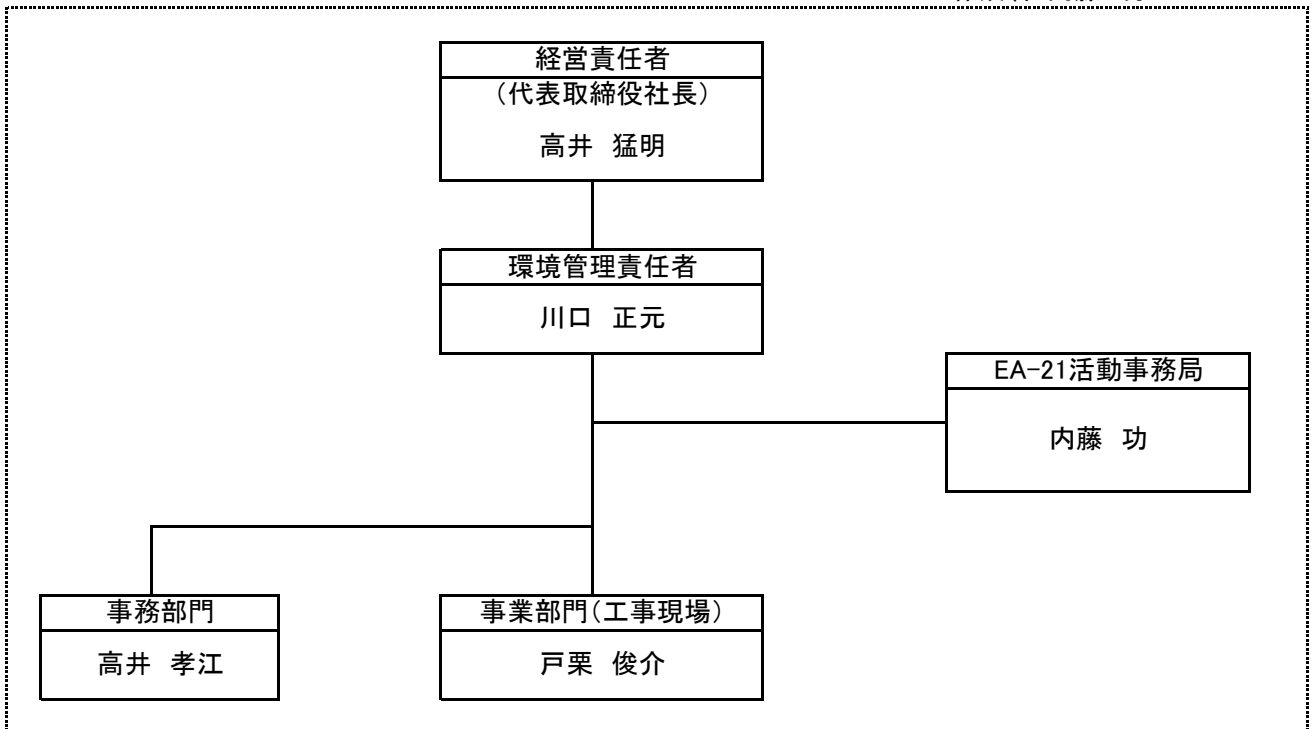 経営責任者
(代表取締役社長)
高井 猛明
環境管理責任者
川口 正元
EA-21活動事務局
内藤 功
事務部門
高井 孝江
事業部門(工事現場)
戸栗 俊介